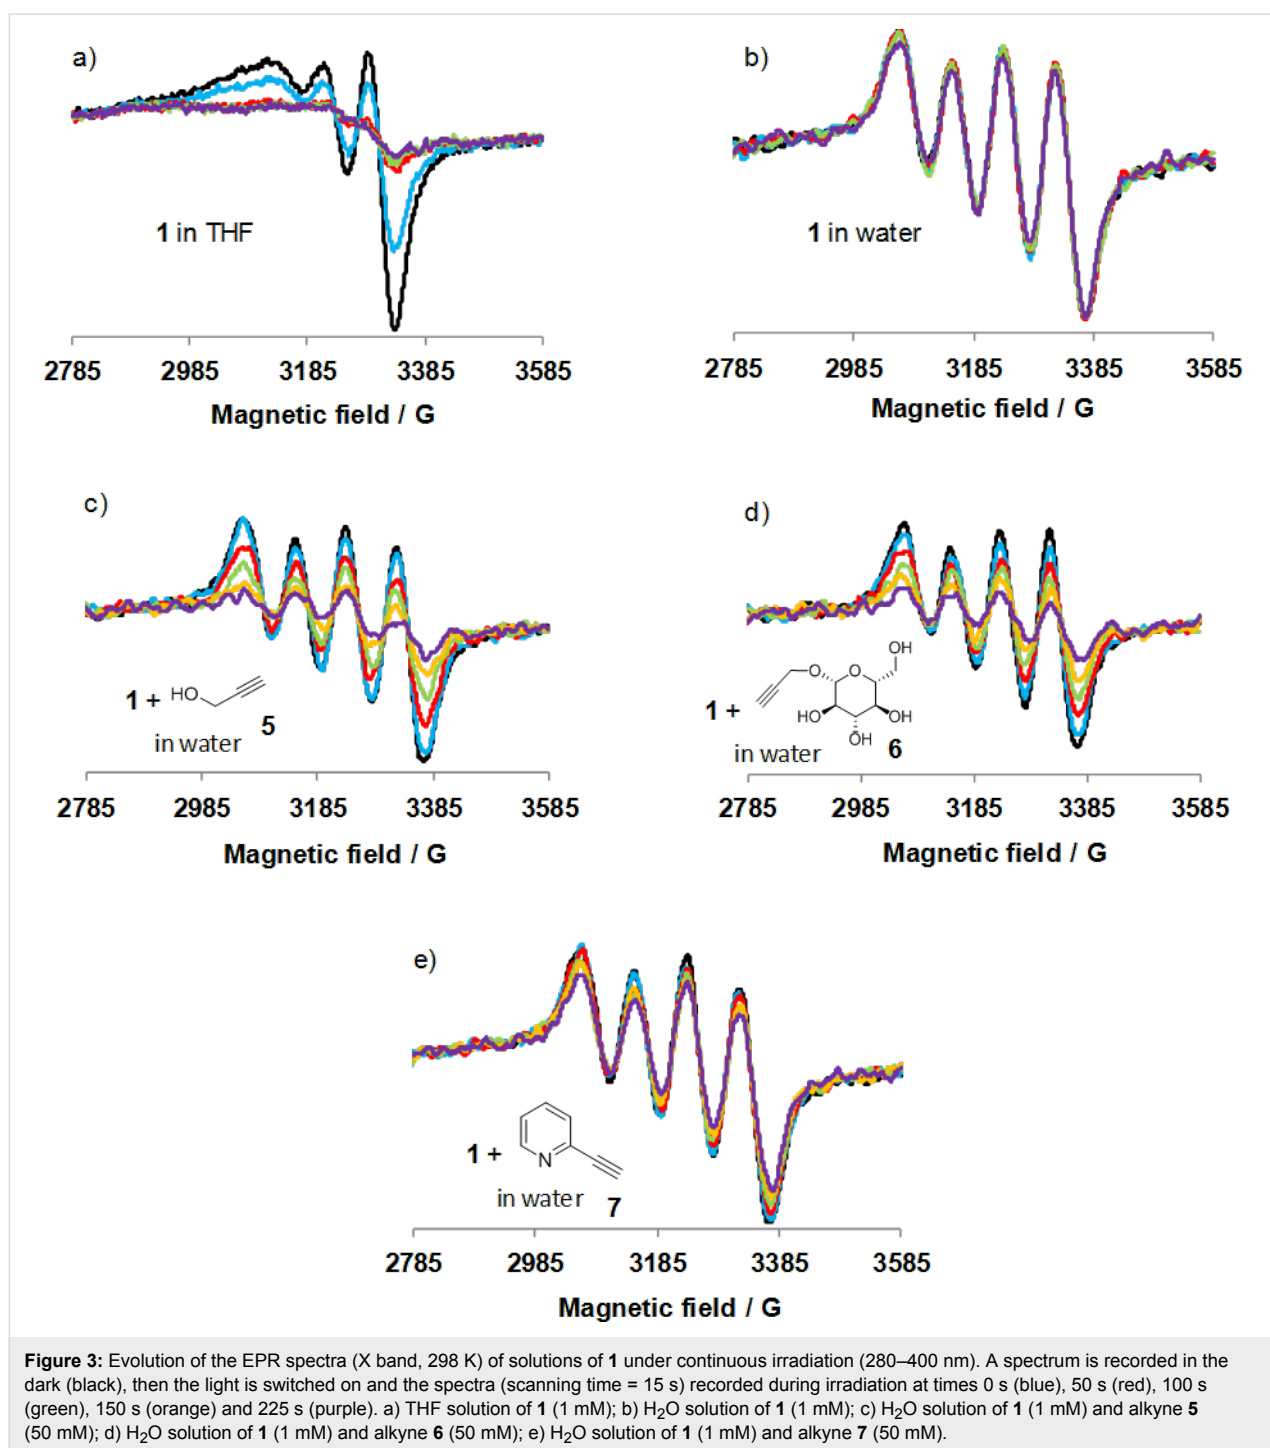 a)
1 in THF
2785 2985 3185 3385 3585
Magnetic field / G
b)
1 in water
2785 2985 3185 3385 3585
Magnetic field / G
c)
1 + HO
5
in water
2785 2985 3185 3385 3585
Magnetic field / G
d)
OH
O O
1 +
HO OH
OH 6
in water
2785 2985 3185 3385 3585
Magnetic field / G
e)
1 +
N
in water 7
2785 2985 3185 3385 3585
Magnetic field / G
Figure 3: Evolution of the EPR spectra (X band, 298 K) of solutions of 1 under continuous irradiation (280–400 nm). A spectrum is recorded in the
dark (black), then the light is switched on and the spectra (scanning time = 15 s) recorded during irradiation at times 0 s (blue), 50 s (red), 100 s
(green), 150 s (orange) and 225 s (purple). a) THF solution of 1 (1 mM); b) H2O solution of 1 (1 mM); c) H2O solution of 1 (1 mM) and alkyne 5
(50 mM); d) H2O solution of 1 (1 mM) and alkyne 6 (50 mM); e) H2O solution of 1 (1 mM) and alkyne 7 (50 mM).